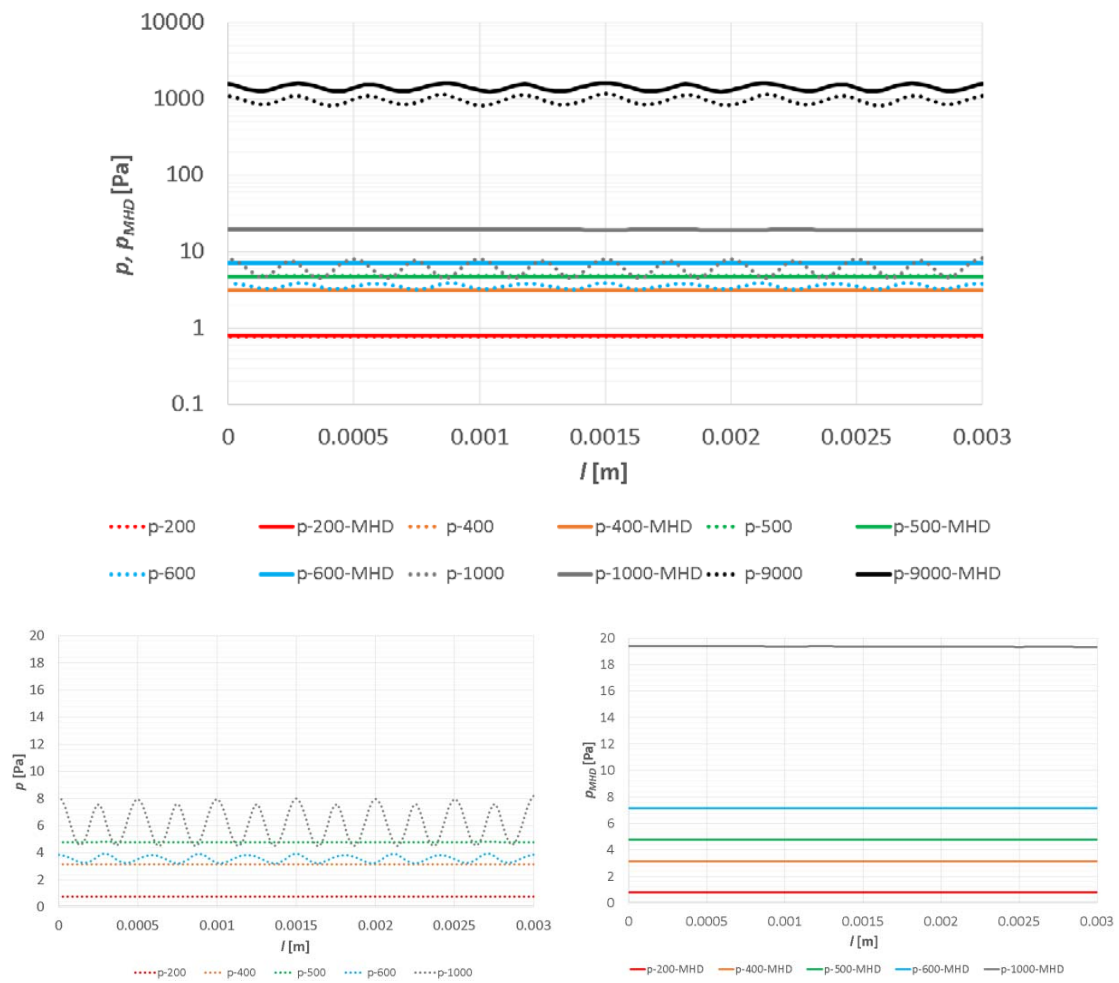 10000
1000
100
10
1
0.1
p, pMHD [Pa]
0 0.0005 0.001 0.0015 0.002 0.0025 0.003
l [m]
p-200 p-200-MHD p-400 p-400-MHD p-500 p-500-MHD
p-600 p-600-MHD p-1000 p-1000-MHD p-9000 p-9000-MHD
20
18
16
14
12
10
8
6
4
2
0
p [Pa]
0 0.0005 0.001 0.0015 0.002 0.0025 0.003
l [m]
p-200 p-400 p-500 p-600 p-1000
20
18
16
14
12
10
8
6
4
2
0
pMHD [Pa]
0 0.0005 0.001 0.0015 0.002 0.0025 0.003
l [m]
p-200-MHD p-400-MHD p-500-MHD p-600-MHD p-1000-MHD